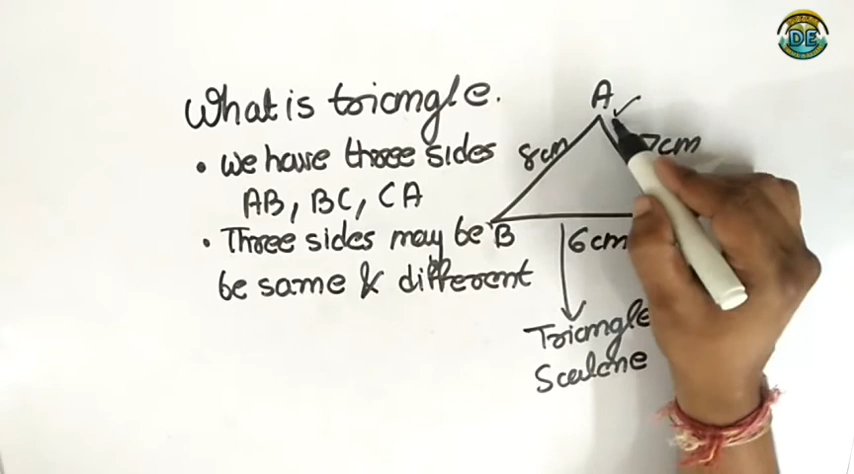 What is triangle.
• We have three sides
AB, BC, CA
• Three sides may be
be same & different
A
8cm
7cm
B
6cm
Triangle
Scalene
DE